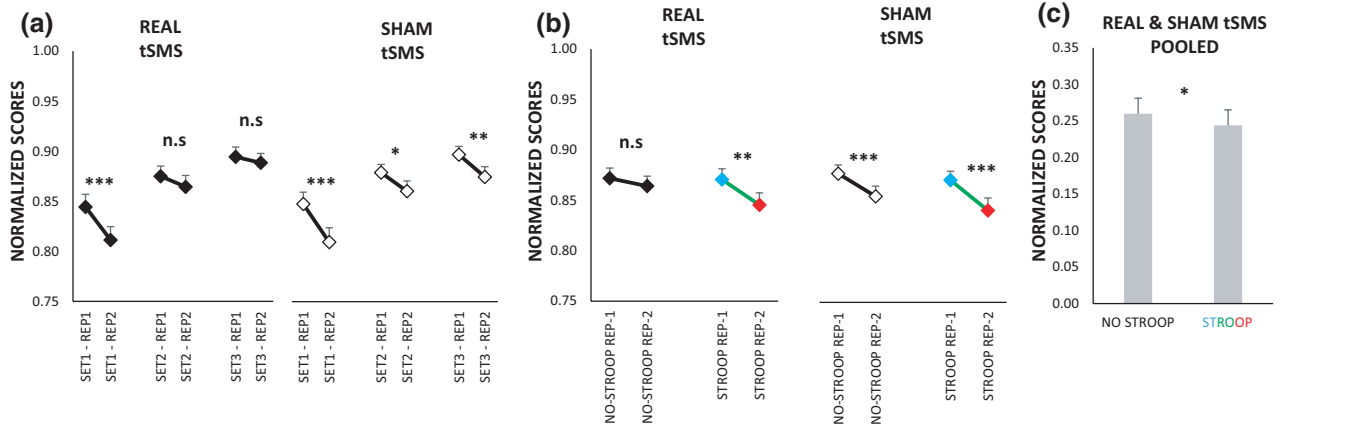 (a)
REAL
tSMS
SHAM
tSMS
NORMALIZED SCORES
1.00
0.95
0.90
0.85
0.80
0.75
***
n.s
n.s
***
*
**
SET1 - REP1
SET1 - REP2
SET2 - REP1
SET2 - REP2
SET3 - REP1
SET3 - REP2
SET1 - REP1
SET1 - REP2
SET2 - REP1
SET2 - REP2
SET3 - REP1
SET3 - REP2
(b)
REAL
tSMS
SHAM
tSMS
NORMALIZED SCORES
1.00
0.95
0.90
0.85
0.80
0.75
n.s
**
***
***
NO-STROOP REP-1
NO-STROOP REP-2
STROOP REP-1
STROOP REP-2
NO-STROOP REP-1
NO-STROOP REP-2
STROOP REP-1
STROOP REP-2
(c)
REAL & SHAM tSMS
POOLED
NORMALIZED SCORES
0.35
0.30
0.25
0.20
0.15
0.10
0.05
0.00
*
NO STROOP
STROOP